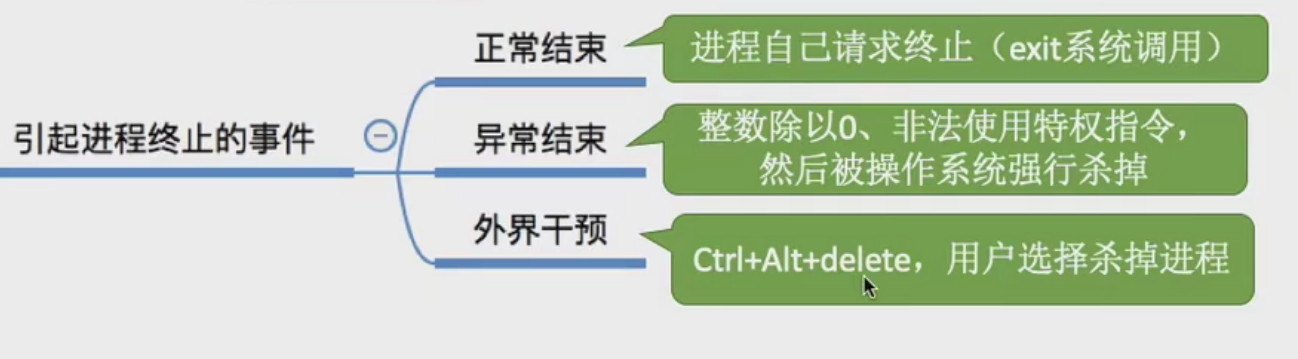 引起进程终止的事件
正常结束
进程自己请求终止（exit系统调用）
异常结束
整数除以0、非法使用特权指令，
然后被操作系统强行杀掉
外界干预
Ctrl+Alt+delete，用户选择杀掉进程